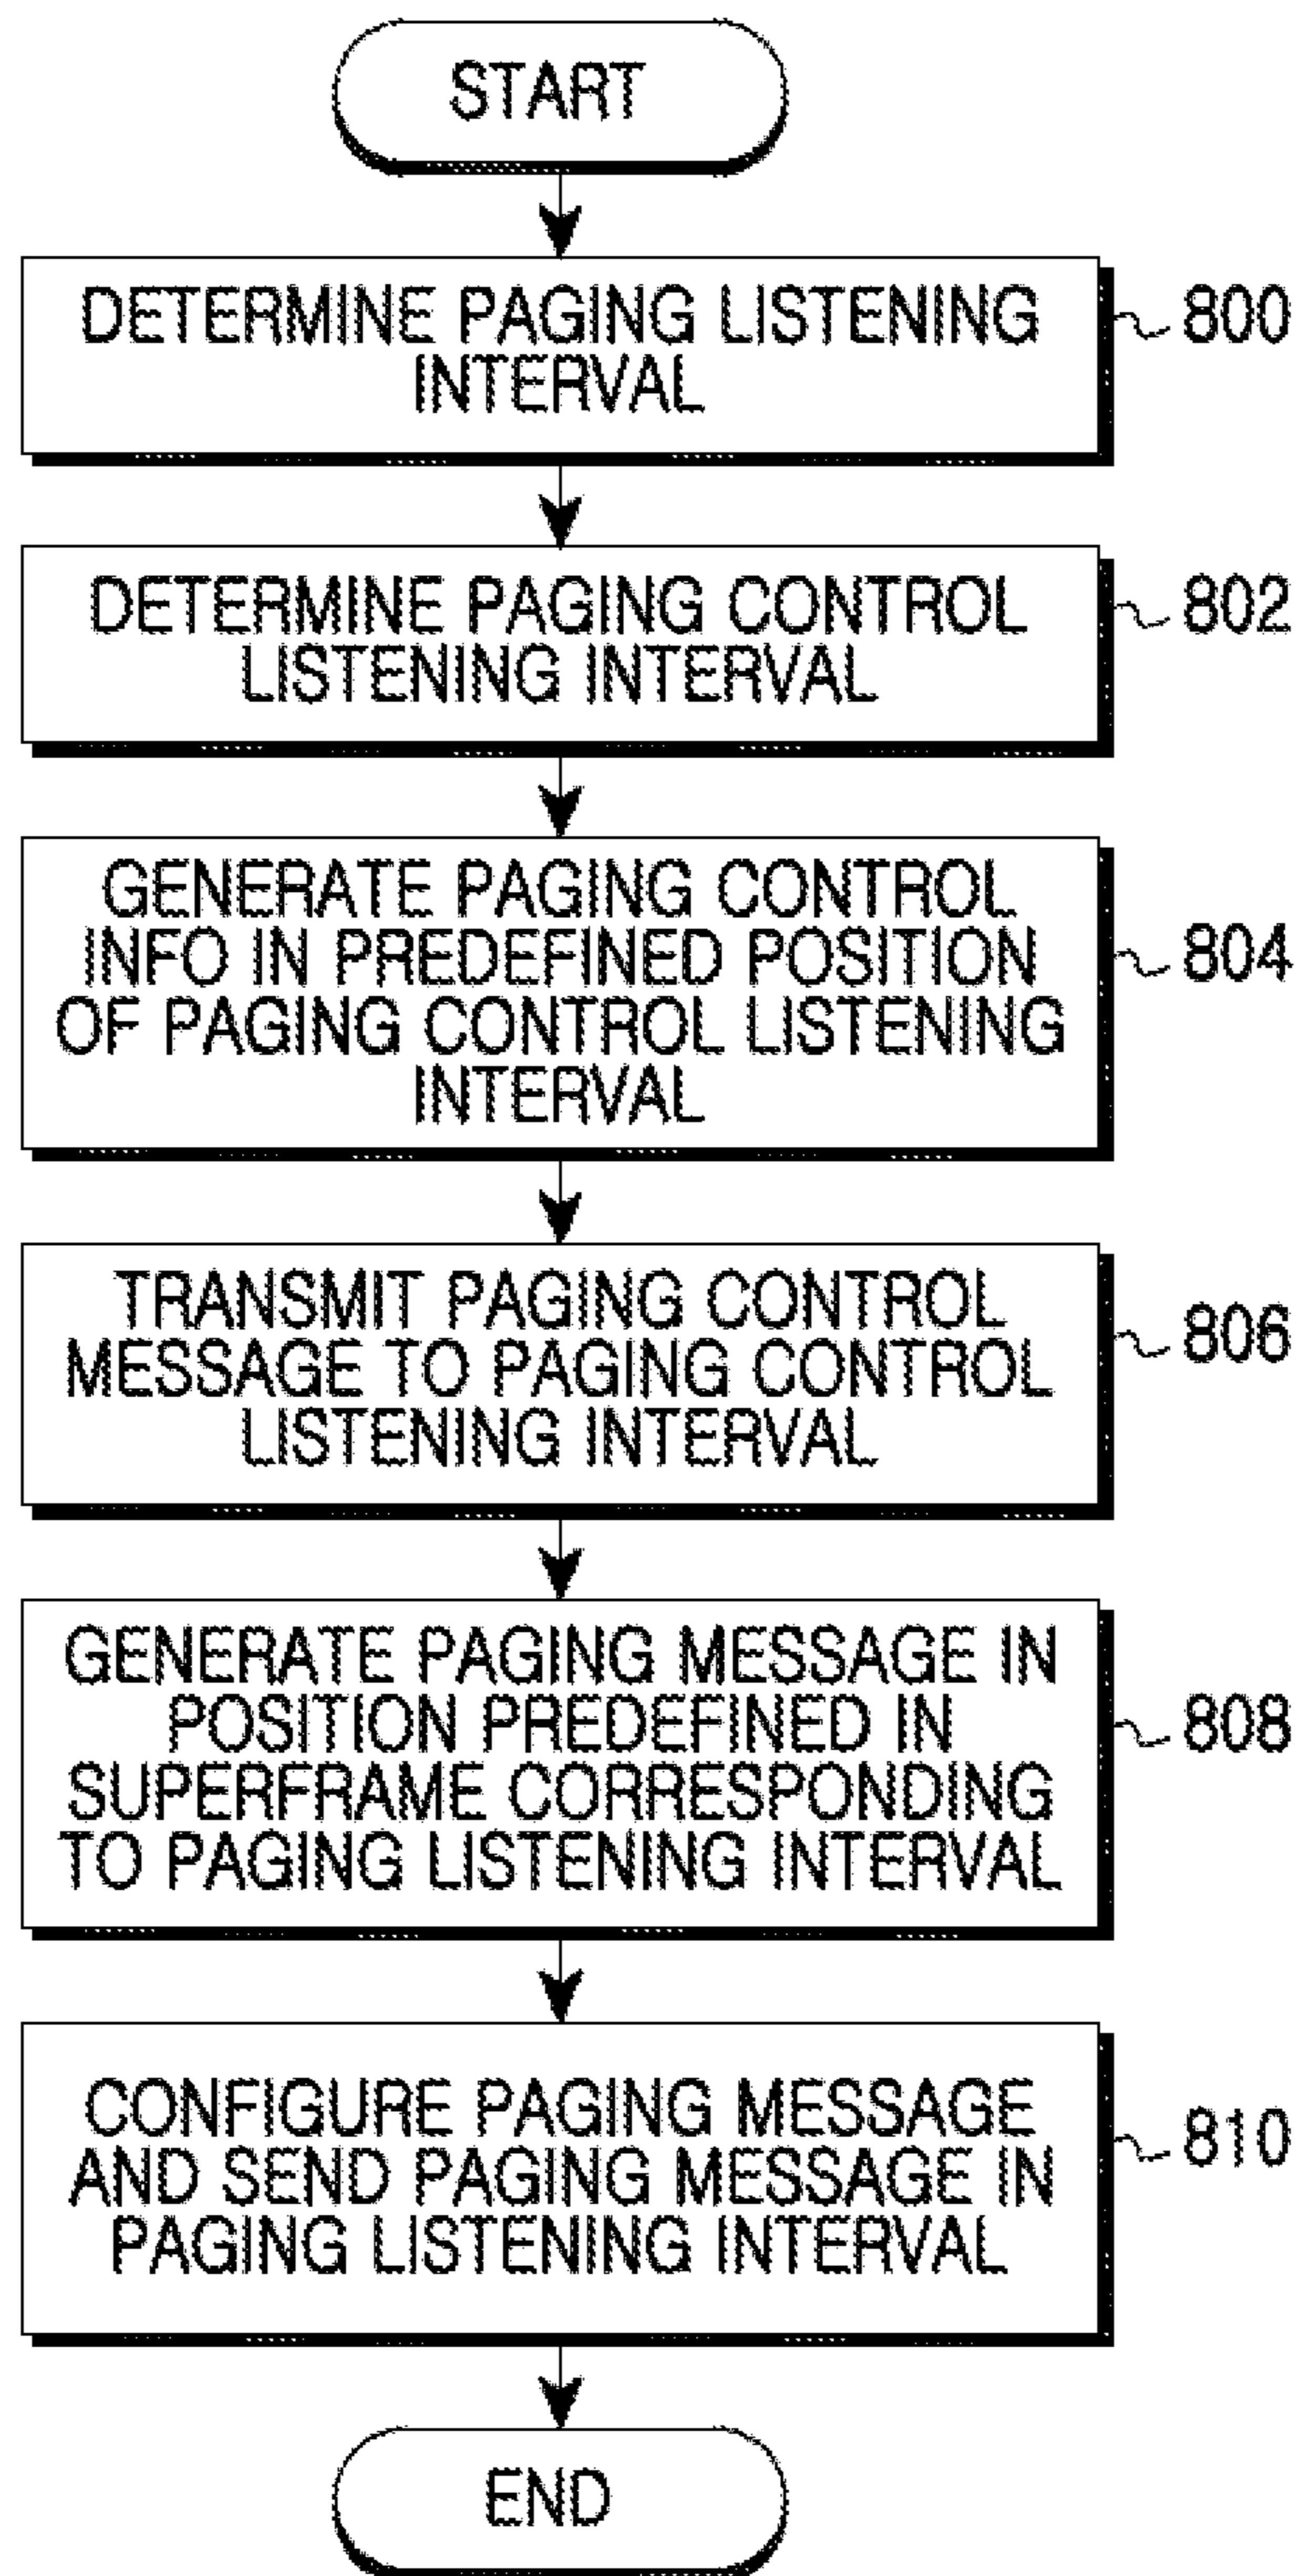 START
DETERMINE PAGING LISTENING
INTERVAL
800
DETERMINE PAGING CONTROL
LISTENING INTERVAL
802
GENERATE PAGING CONTROL
INFO IN PREDEFINED POSITION
OF PAGING CONTROL LISTENING
INTERVAL
804
TRANSMIT PAGING CONTROL
MESSAGE TO PAGING CONTROL
LISTENING INTERVAL
806
GENERATE PAGING MESSAGE IN
POSITION PREDEFINED IN
SUPERFRAME CORRESPONDING
TO PAGING LISTENING INTERVAL
808
CONFIGURE PAGING MESSAGE
AND SEND PAGING MESSAGE IN
PAGING LISTENING INTERVAL
810
END